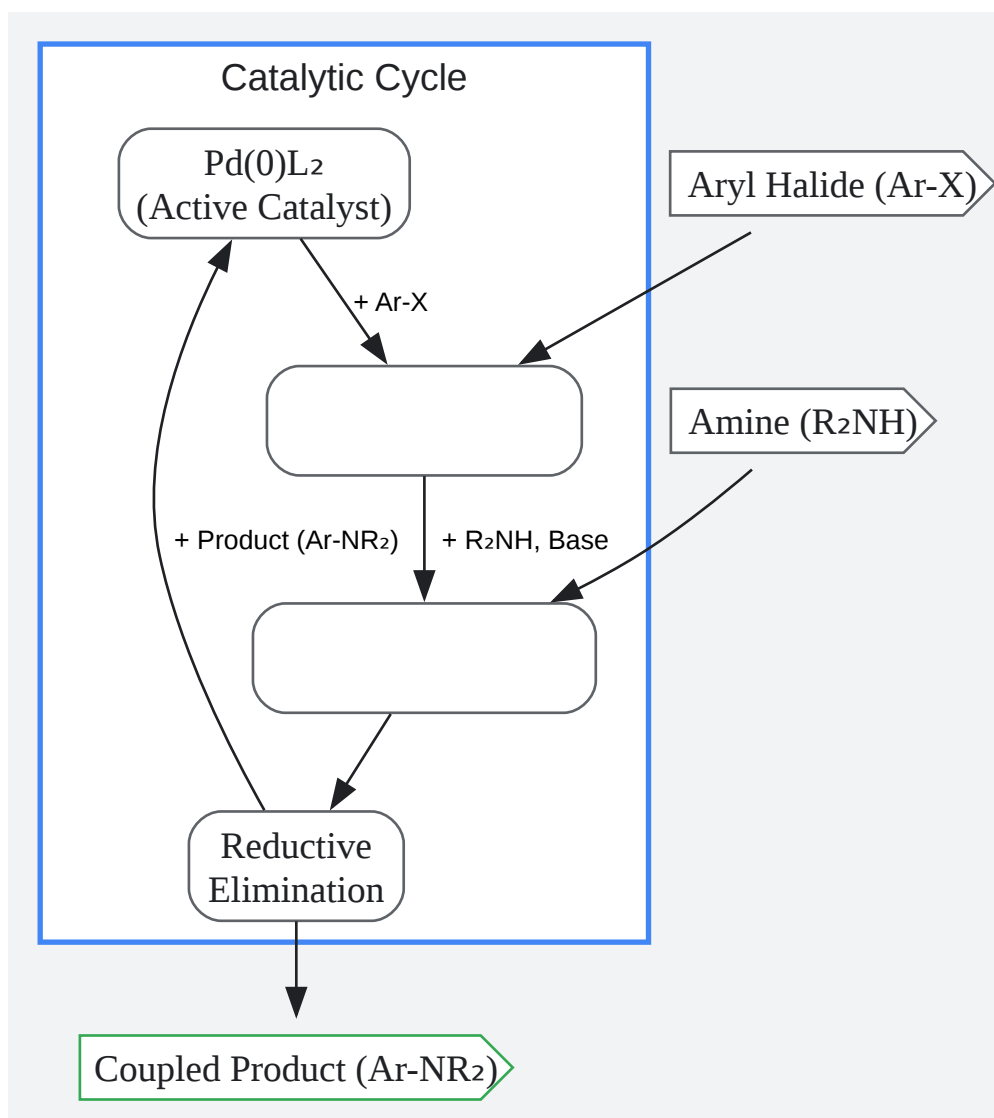 Catalytic Cycle
Pd(0)L₂
(Active Catalyst)
Aryl Halide (Ar-X)
+ Ar-X
Amine (R₂NH)
+ Product (Ar-NR₂)
+ R₂NH, Base
Reductive
Elimination
Coupled Product (Ar-NR₂)